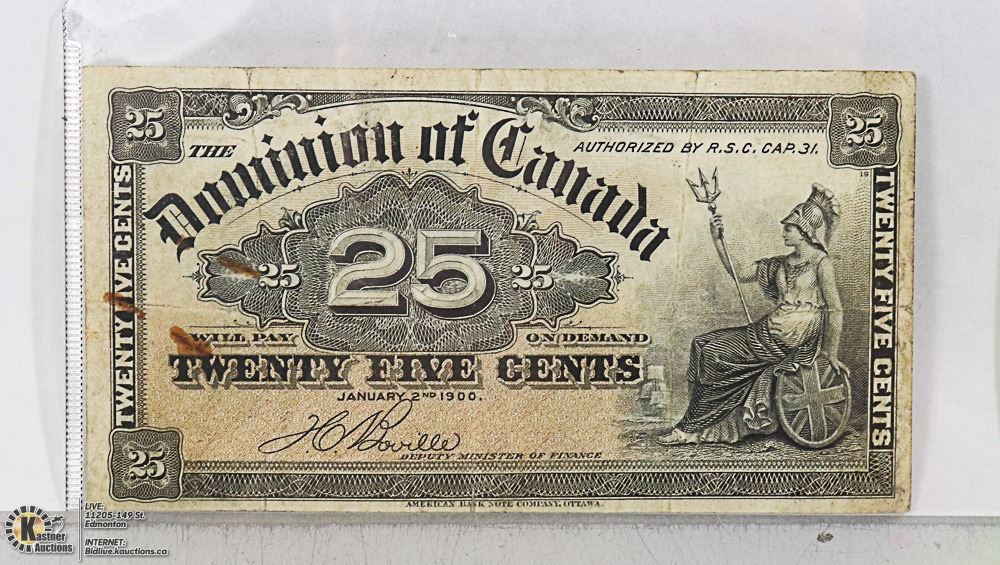 25
25
THE
Dominion of Canada
AUTHORIZED BY R.S.C. CAP. 31.
19
TWENTY FIVE CENTS
TWENTY FIVE CENTS
25
25
25
WILL PAY
ON DEMAND
TWENTY FIVE CENTS
JANUARY 2ND 1900.
H C Boville
DEPUTY MINISTER OF FINANCE
25
AMERICAN BANK NOTE COMPANY, OTTAWA.
Kastner
Auctions
LIVE:
11205-149 St.
Edmonton
INTERNET:
Bidlive.kauctions.ca